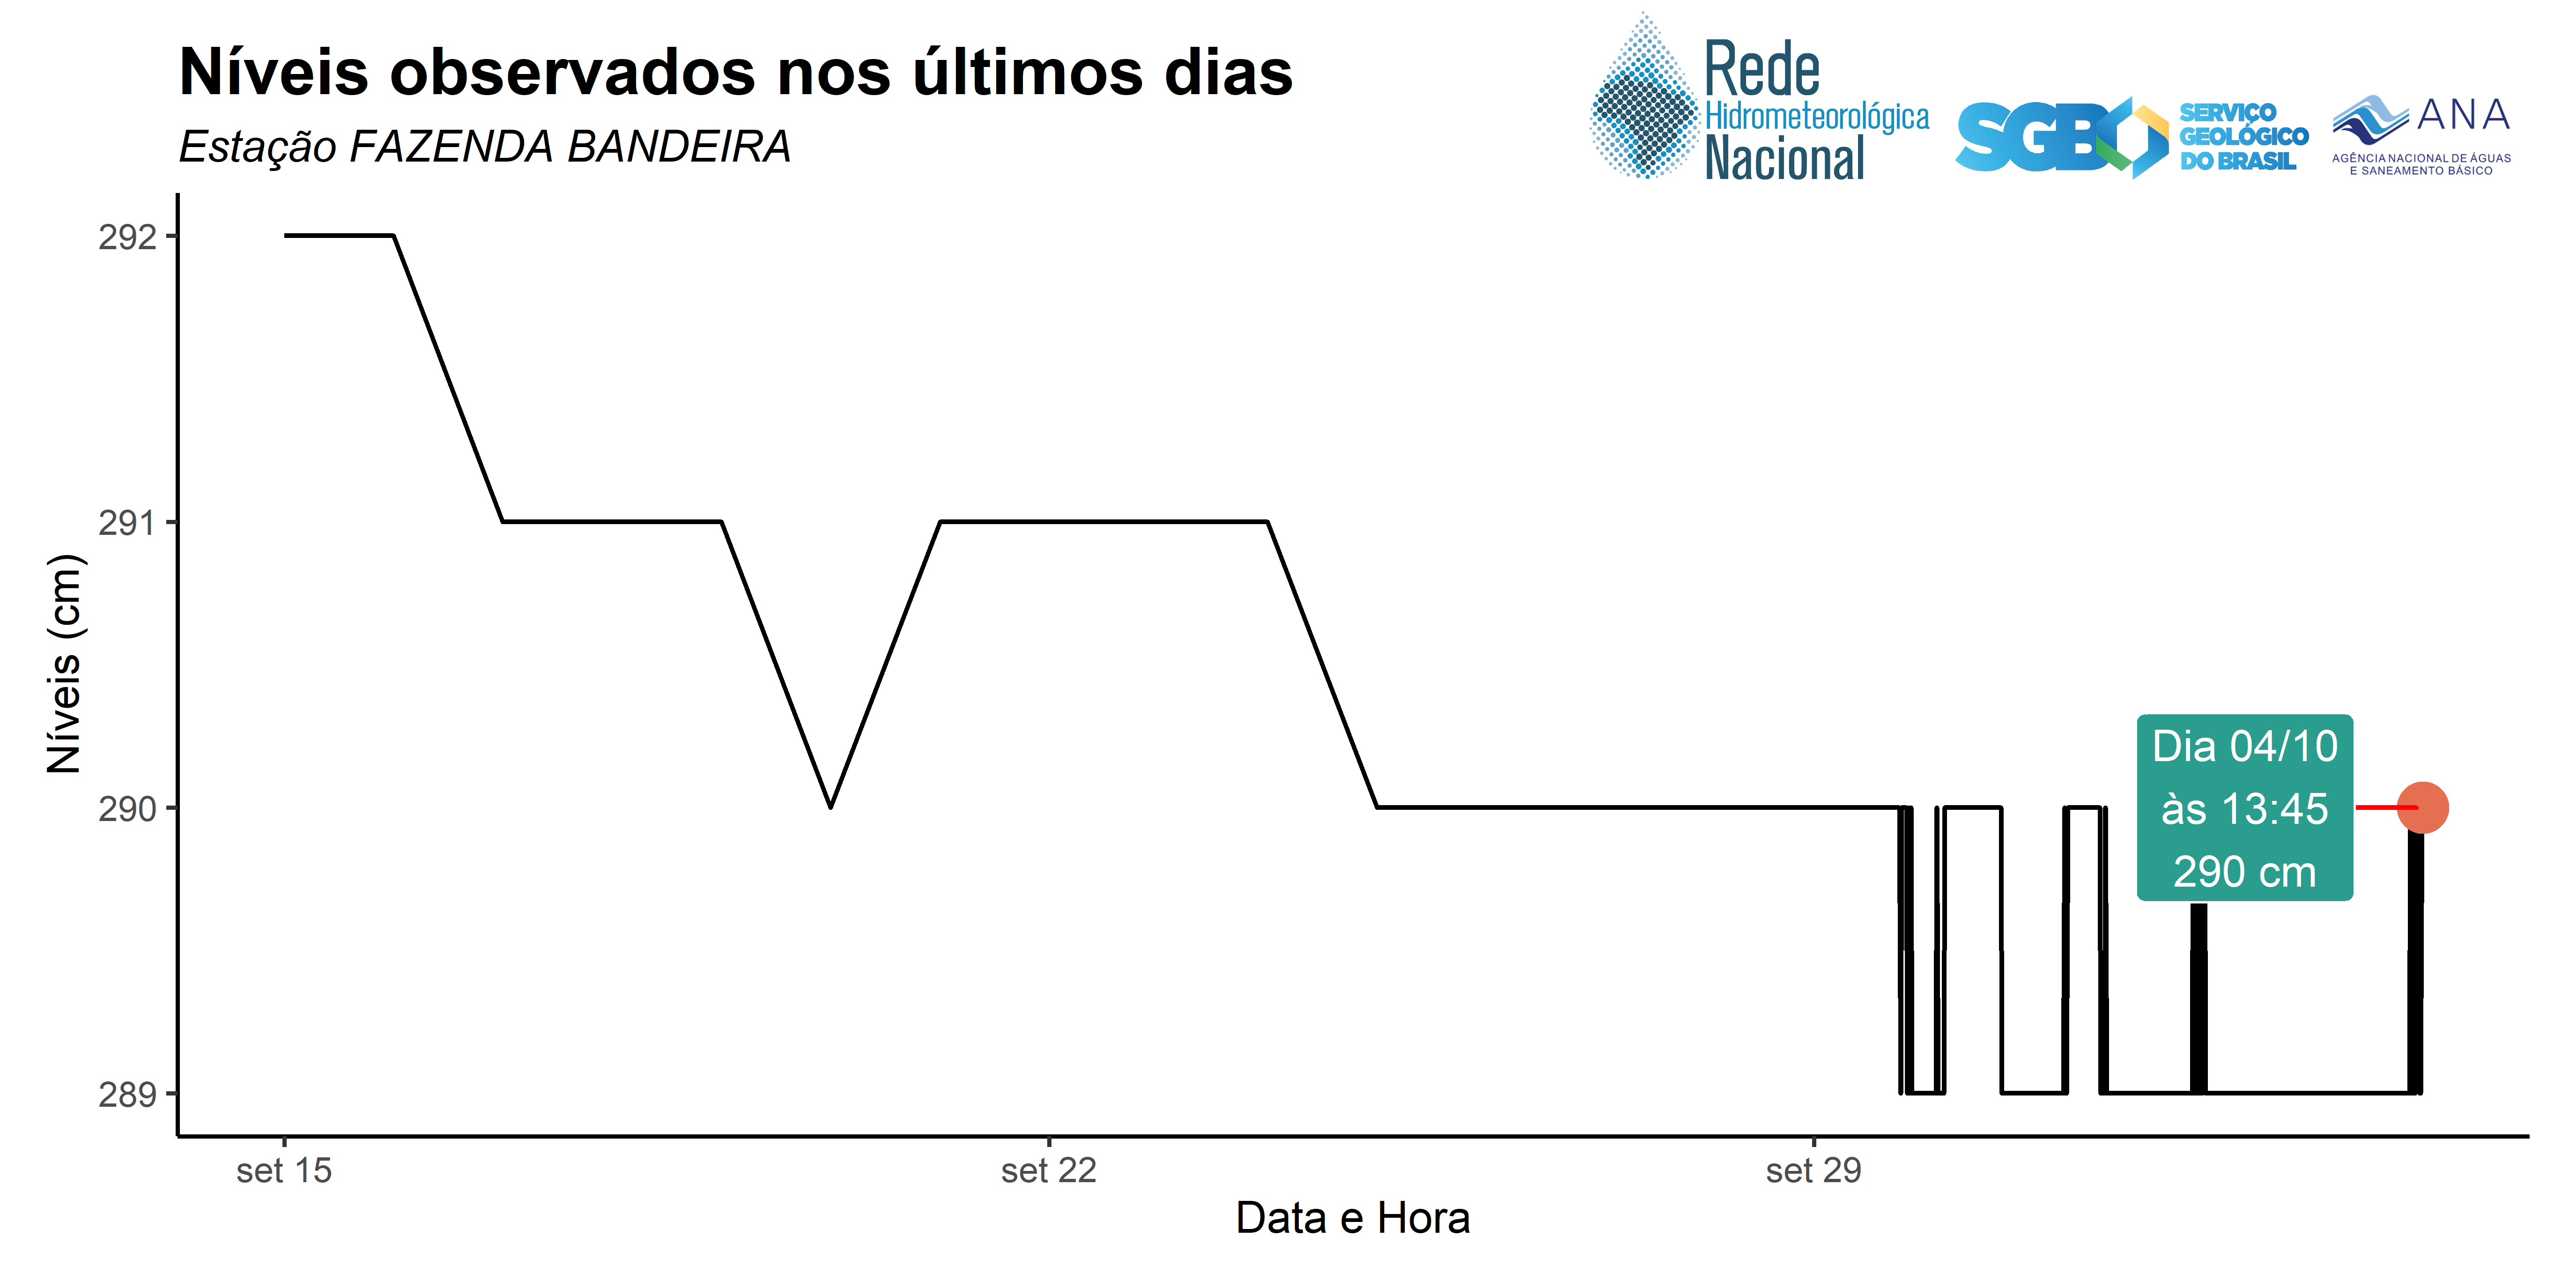 Níveis observados nos últimos dias
Estação FAZENDA BANDEIRA
Rede
Hidrometeorológica
Nacional
SGB
SERVIÇO
GEOLÓGICO
DO BRASIL
ANA
AGÊNCIA NACIONAL DE ÁGUAS
E SANEAMENTO BÁSICO
Níveis (cm)
292
291
290
289
Dia 04/10
às 13:45
290 cm
set 15
set 22
set 29
Data e Hora